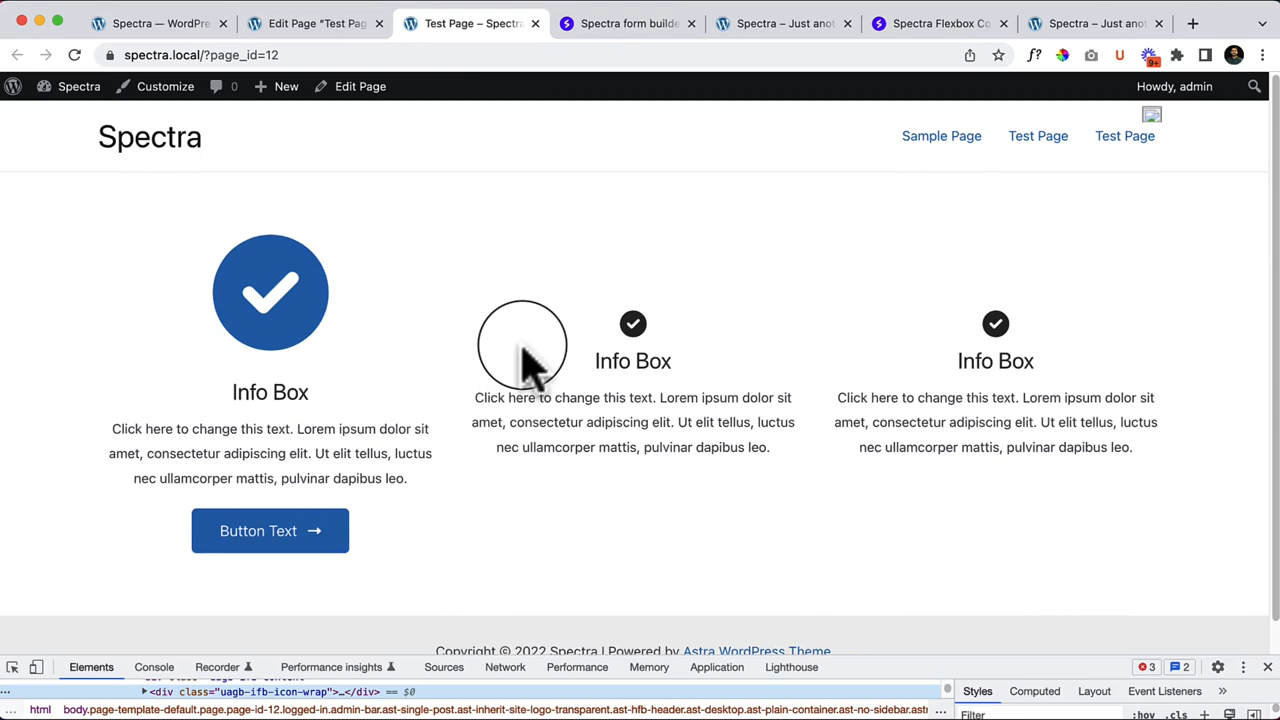 Spectra — WordPre
Edit Page "Test Pag
Test Page – Spectra
Spectra form builde
Spectra – Just anot
Spectra Flexbox Co
Spectra – Just anot
spectra.local/?page_id=12
f?
U
9+
Spectra
Customize
0
New
Edit Page
Howdy, admin
Spectra
Sample Page
Test Page
Test Page
Info Box
Click here to change this text. Lorem ipsum dolor sit
amet, consectetur adipiscing elit. Ut elit tellus, luctus
nec ullamcorper mattis, pulvinar dapibus leo.
Button Text
Info Box
Click here to change this text. Lorem ipsum dolor sit
amet, consectetur adipiscing elit. Ut elit tellus, luctus
nec ullamcorper mattis, pulvinar dapibus leo.
Info Box
Click here to change this text. Lorem ipsum dolor sit
amet, consectetur adipiscing elit. Ut elit tellus, luctus
nec ullamcorper mattis, pulvinar dapibus leo.
Copyright © 2022 Spectra | Powered by Astra WordPress Theme
Elements
Console
Recorder
Performance insights
Sources
Network
Performance
Memory
Application
Lighthouse
3
2
<div class="uagb-ifb-icon-wrap">…</div> == $0
Styles
Computed
Layout
Event Listeners
html
body.page-template-default.page.page-id-12.logged-in.admin-bar.ast-single-post.ast-inherit-site-logo-transparent.ast-hfb-header.ast-desktop.ast-plain-container.ast-no-sidebar.astr
Filter
:hov
.cls